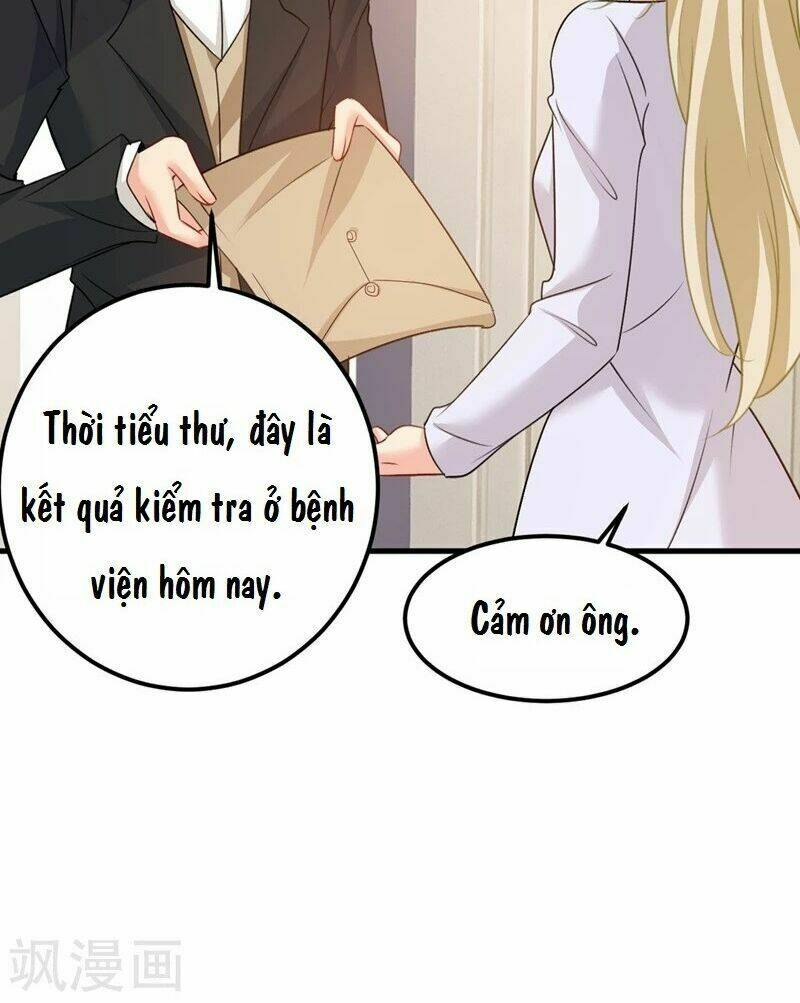 Thời tiểu thư, đây là
kết quả kiểm tra ở bệnh
viện hôm nay.
Cảm ơn ông.
飒漫画